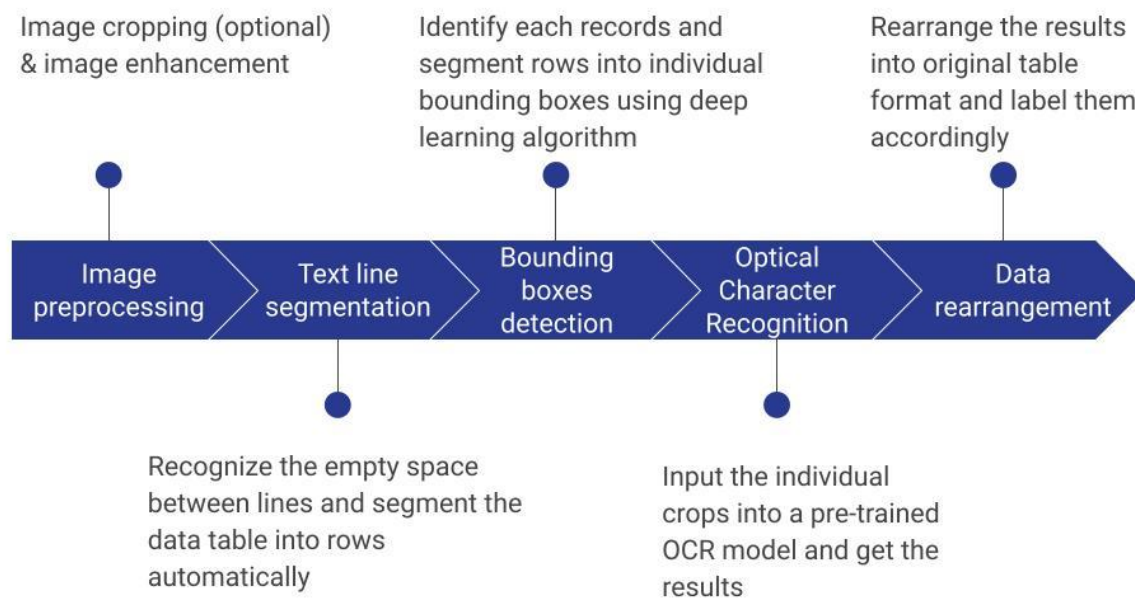 Image cropping (optional)
& image enhancement
Identify each records and
segment rows into individual
bounding boxes using deep
learning algorithm
Rearrange the results
into original table
format and label them
accordingly
Image
preprocessing
Text line
segmentation
Bounding
boxes
detection
Optical
Character
Recognition
Data
rearrangement
Recognize the empty space
between lines and segment the
data table into rows
automatically
Input the individual
crops into a pre-trained
OCR model and get the
results